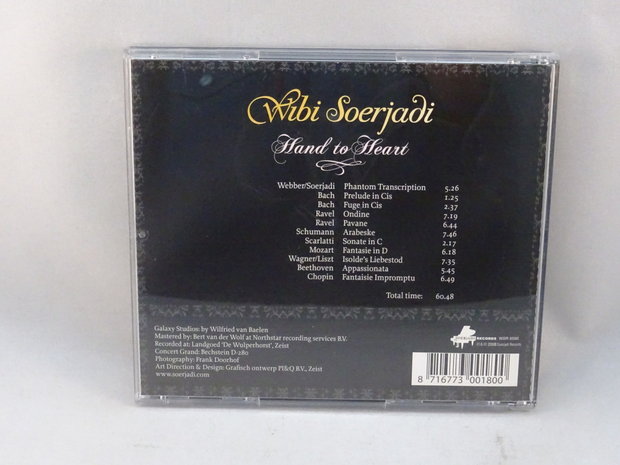 Wibi Soerjadi
Hand to Heart
Webber/Soerjadi Phantom Transcription 5.26
Bach Prelude in Cis 1.25
Bach Fuge in Cis 2.37
Ravel Ondine 7.19
Ravel Pavane 6.44
Schumann Arabeske 7.46
Scarlatti Sonate in C 2.17
Mozart Fantasie in D 6.18
Wagner/Liszt Isolde's Liebestod 7.35
Beethoven Appassionata 5.45
Chopin Fantaisie Impromptu 6.49
Total time: 60.48
Galaxy Studios: by Wilfried van Baelen
Mastered by: Bert van der Wolf at Northstar recording services B.V.
Recorded at: Landgoed 'De Wulperhorst', Zeist
Concert Grand: Bechstein D-280
Photography: Frank Doorhof
Art Direction & Design: Grafisch ontwerp PI&Q B.V., Zeist
www.soerjadi.com
RECORDS
8 716773 001800